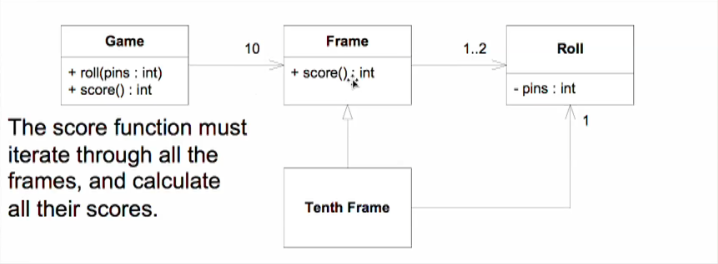 Game
+ roll(pins : int)
+ score() : int
10
Frame
+ score() : int
1..2
Roll
- pins : int
1
The score function must
iterate through all the
frames, and calculate
all their scores.
Tenth Frame